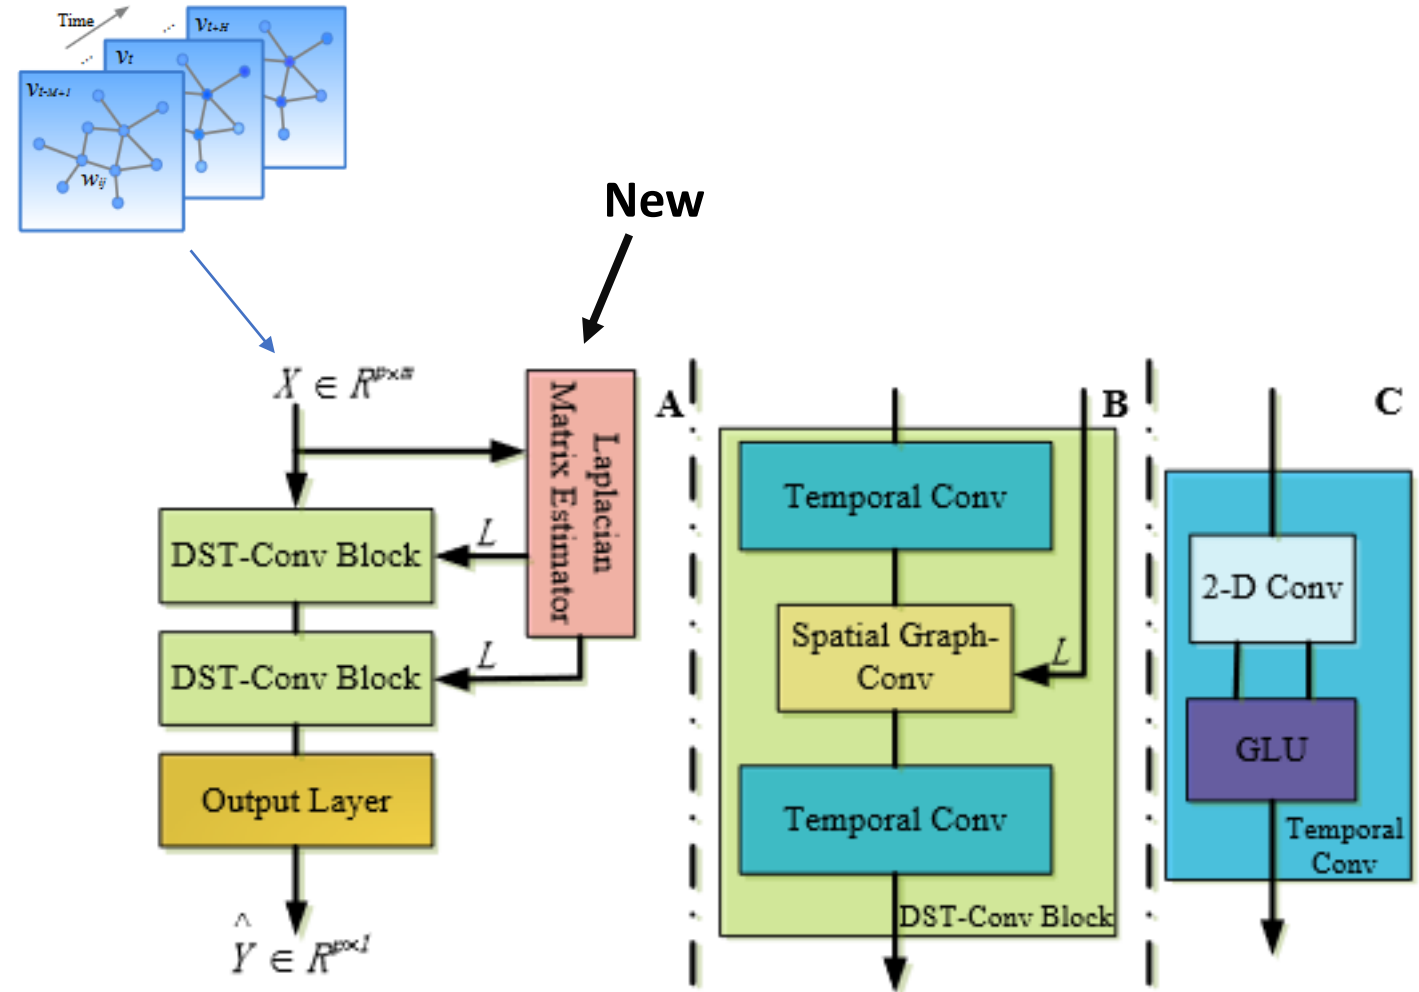 Time
v_{t+H}
v_t
v_{t-M+1}
w_{ij}
New
X ∈ R^{p×m}
Laplacian
Matrix Estimator
A
DST-Conv Block
L
DST-Conv Block
L
Output Layer
Ŷ ∈ R^{p×1}
B
Temporal Conv
Spatial Graph-
Conv
L
Temporal Conv
DST-Conv Block
C
2-D Conv
GLU
Temporal
Conv